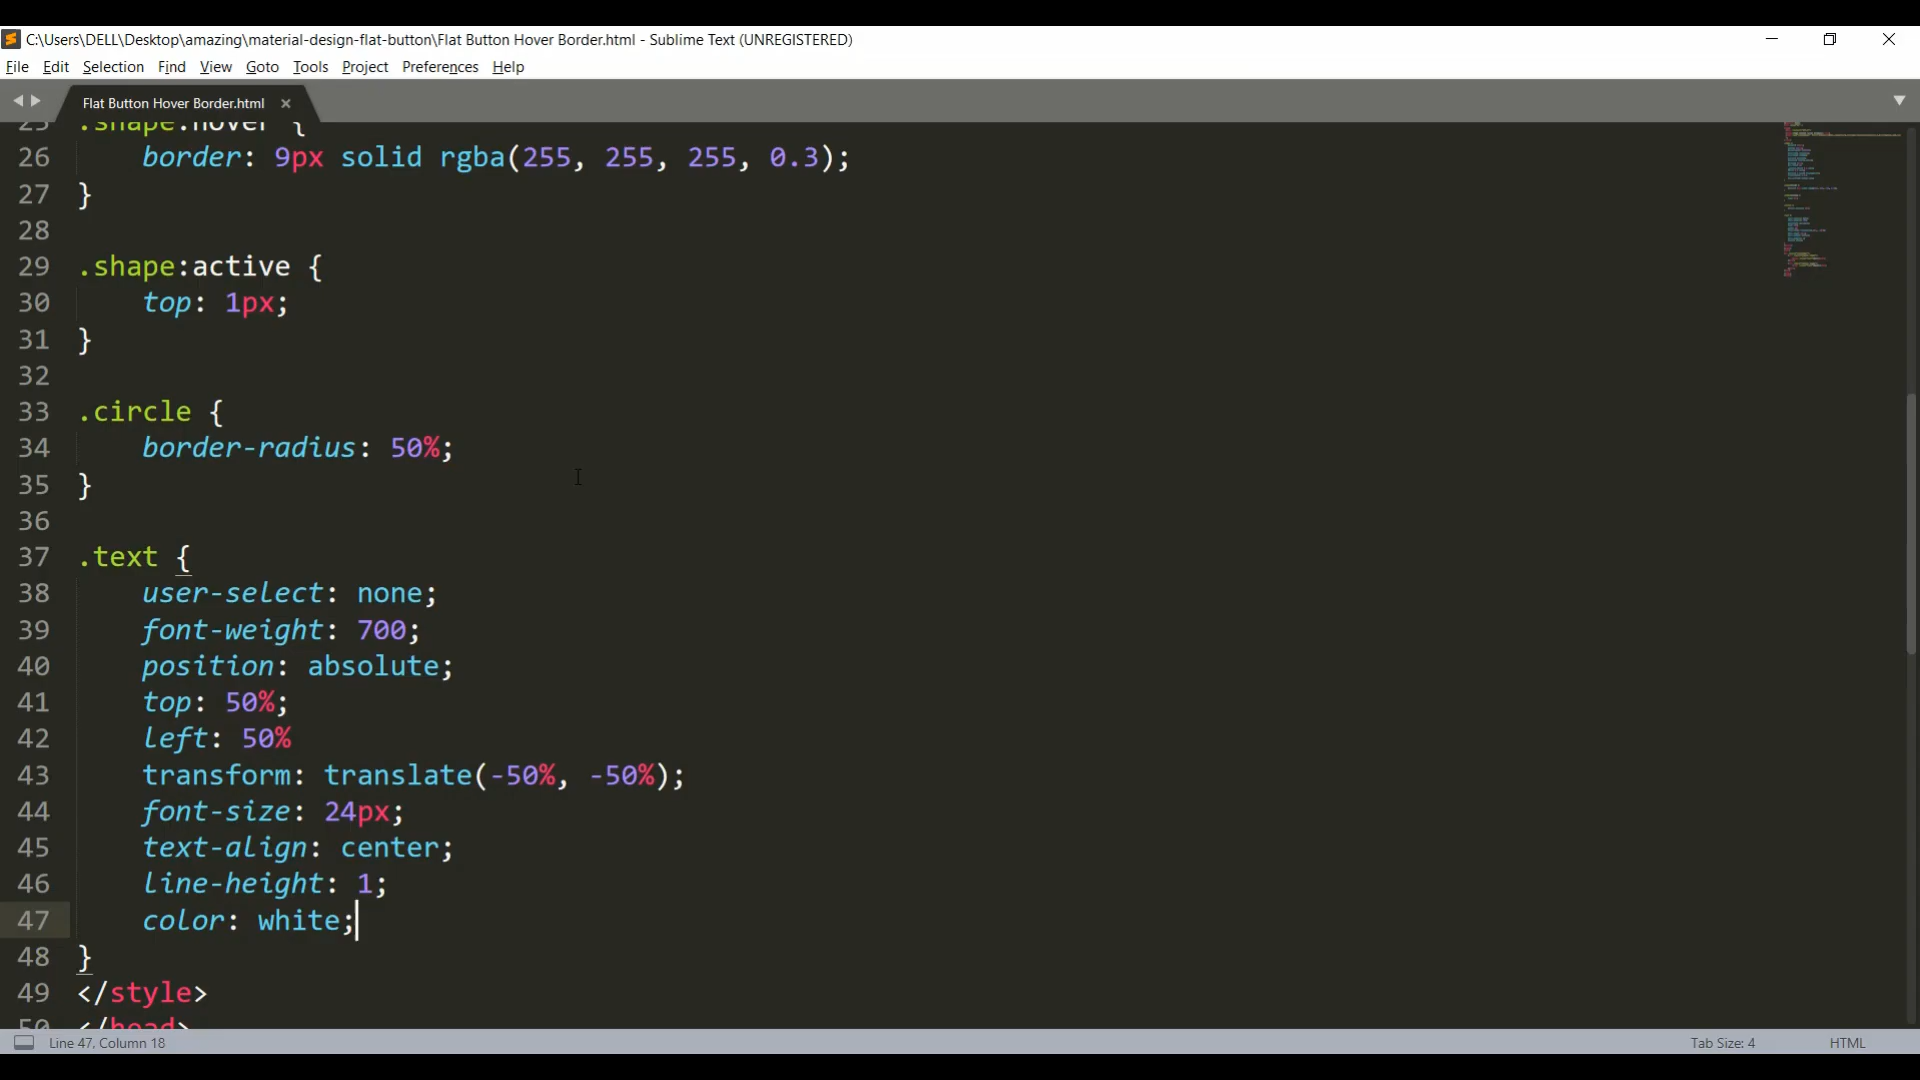 C:\Users\DELL\Desktop\amazing\material-design-flat-button\Flat Button Hover Border.html - Sublime Text (UNREGISTERED)
File Edit Selection Find View Goto Tools Project Preferences Help
Flat Button Hover Border.html ×
25 .shape:hover {
26 border: 9px solid rgba(255, 255, 255, 0.3);
27 }
28
29 .shape:active {
30 top: 1px;
31 }
32
33 .circle {
34 border-radius: 50%;
35 }
36
37 .text {
38 user-select: none;
39 font-weight: 700;
40 position: absolute;
41 top: 50%;
42 left: 50%
43 transform: translate(-50%, -50%);
44 font-size: 24px;
45 text-align: center;
46 line-height: 1;
47 color: white;
48 }
49 </style>
50 </head>
Line 47, Column 18
Tab Size: 4
HTML